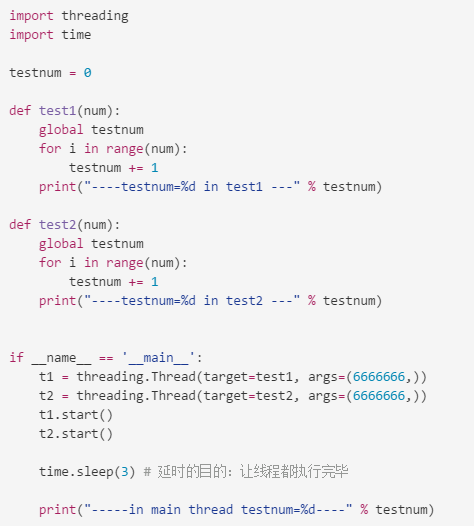 import threading
import time
testnum = 0
def test1(num):
    global testnum
    for i in range(num):
        testnum += 1
    print("----testnum=%d in test1 ---" % testnum)
def test2(num):
    global testnum
    for i in range(num):
        testnum += 1
    print("----testnum=%d in test2 ---" % testnum)
if __name__ == '__main__':
    t1 = threading.Thread(target=test1, args=(6666666,))
    t2 = threading.Thread(target=test2, args=(6666666,))
    t1.start()
    t2.start()
    time.sleep(3) # 延时的目的：让线程都执行完毕
    print("-----in main thread testnum=%d----" % testnum)